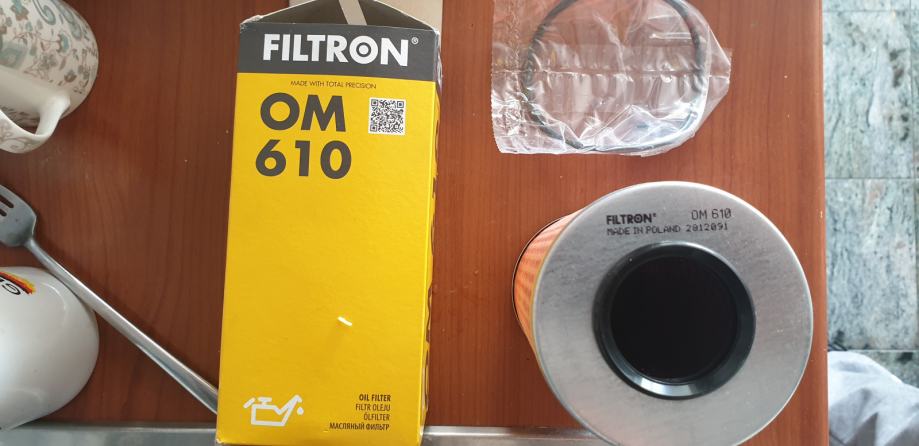 FILTRON®
MADE WITH TOTAL PRECISION
OM
610
OIL FILTER
FILTR OLEJU
ÖLFILTER
МАСЛЯНЫЙ ФИЛЬТР
FILTRON® OM 610
MADE IN POLAND 2812091